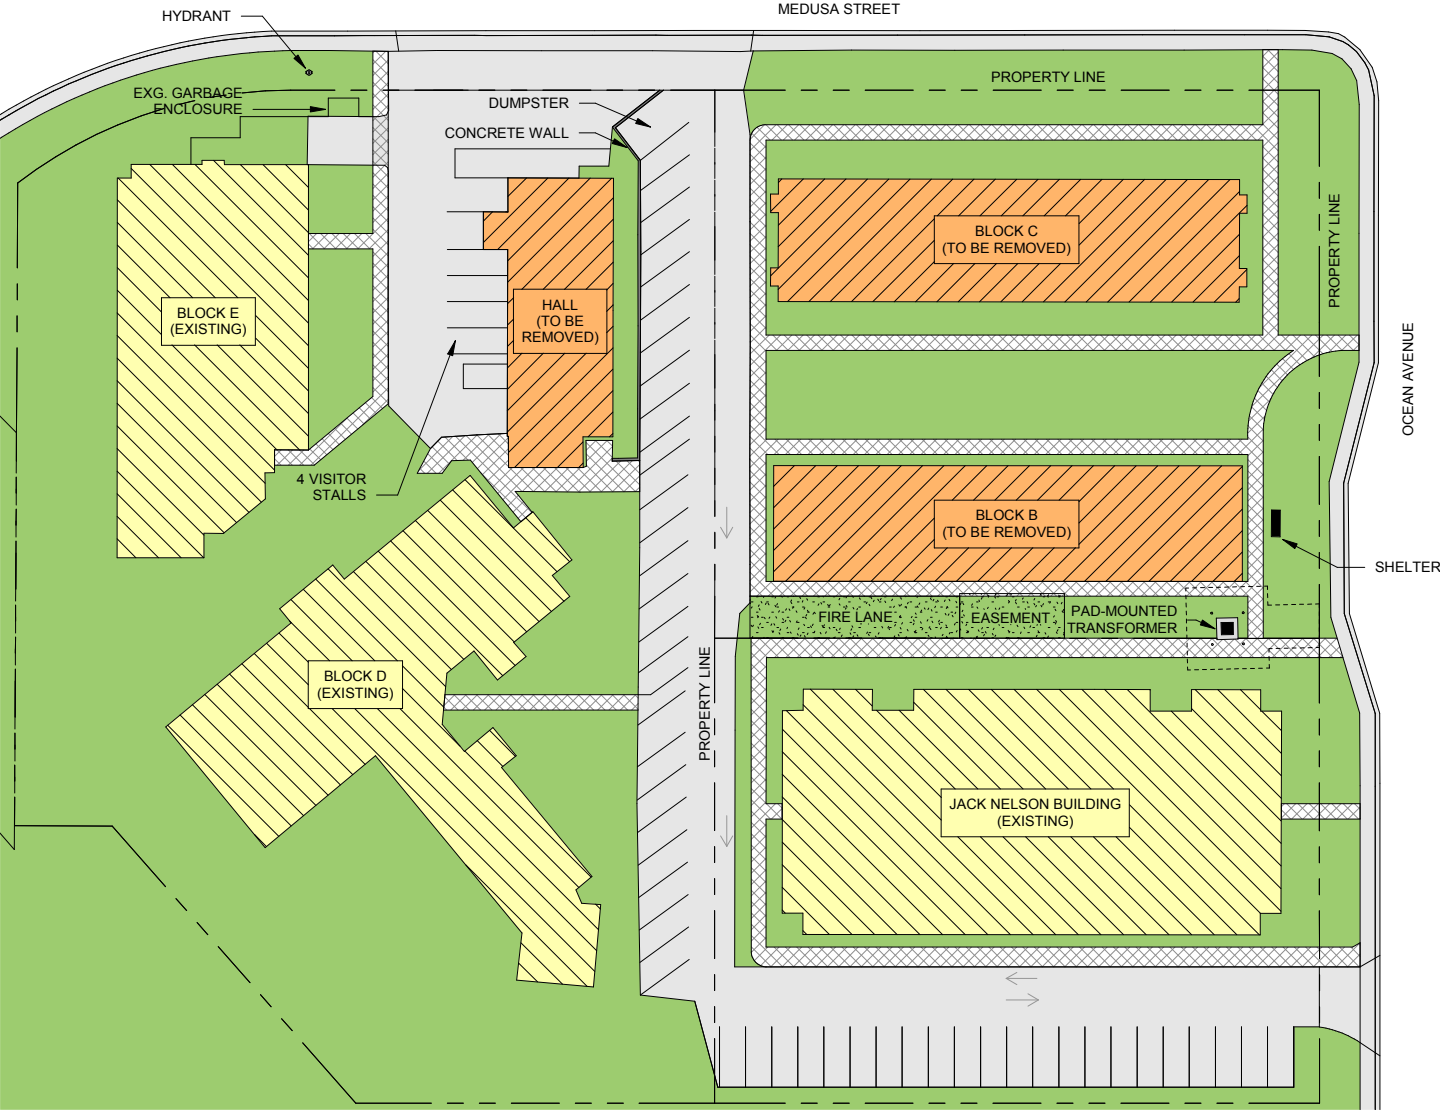 MEDUSA STREET
HYDRANT
PROPERTY LINE
EXG. GARBAGE
ENCLOSURE
DUMPSTER
CONCRETE WALL
BLOCK C
(TO BE REMOVED)
PROPERTY LINE
BLOCK E
(EXISTING)
HALL
(TO BE
REMOVED)
OCEAN AVENUE
4 VISITOR
STALLS
BLOCK B
(TO BE REMOVED)
SHELTER
FIRE LANE
EASEMENT
PAD-MOUNTED
TRANSFORMER
BLOCK D
(EXISTING)
PROPERTY LINE
JACK NELSON BUILDING
(EXISTING)